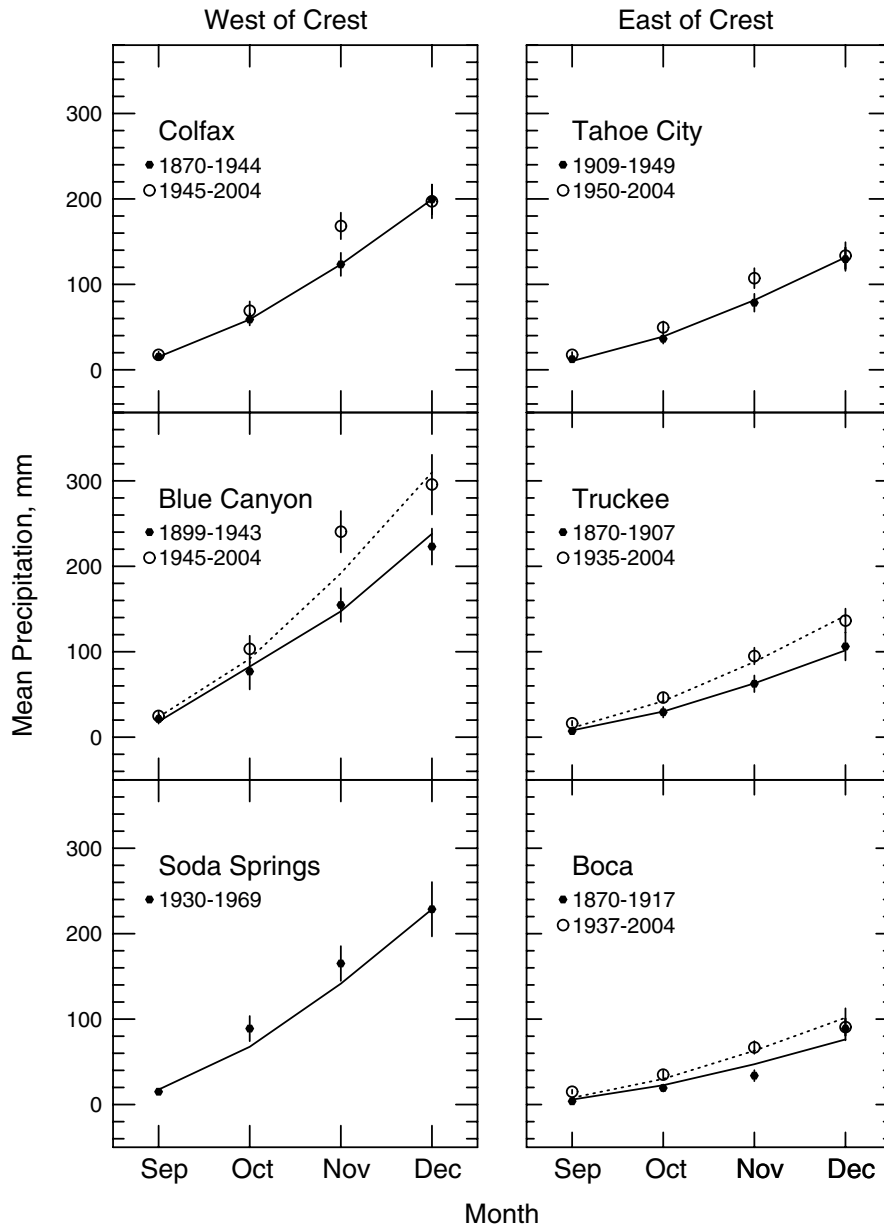 West of Crest
East of Crest
Mean Precipitation, mm
300
200
100
0
Colfax
1870-1944
1945-2004
Tahoe City
1909-1949
1950-2004
300
200
100
0
Blue Canyon
1899-1943
1945-2004
Truckee
1870-1907
1935-2004
300
200
100
0
Soda Springs
1930-1969
Boca
1870-1917
1937-2004
Sep Oct Nov Dec
Sep Oct Nov Dec
Month